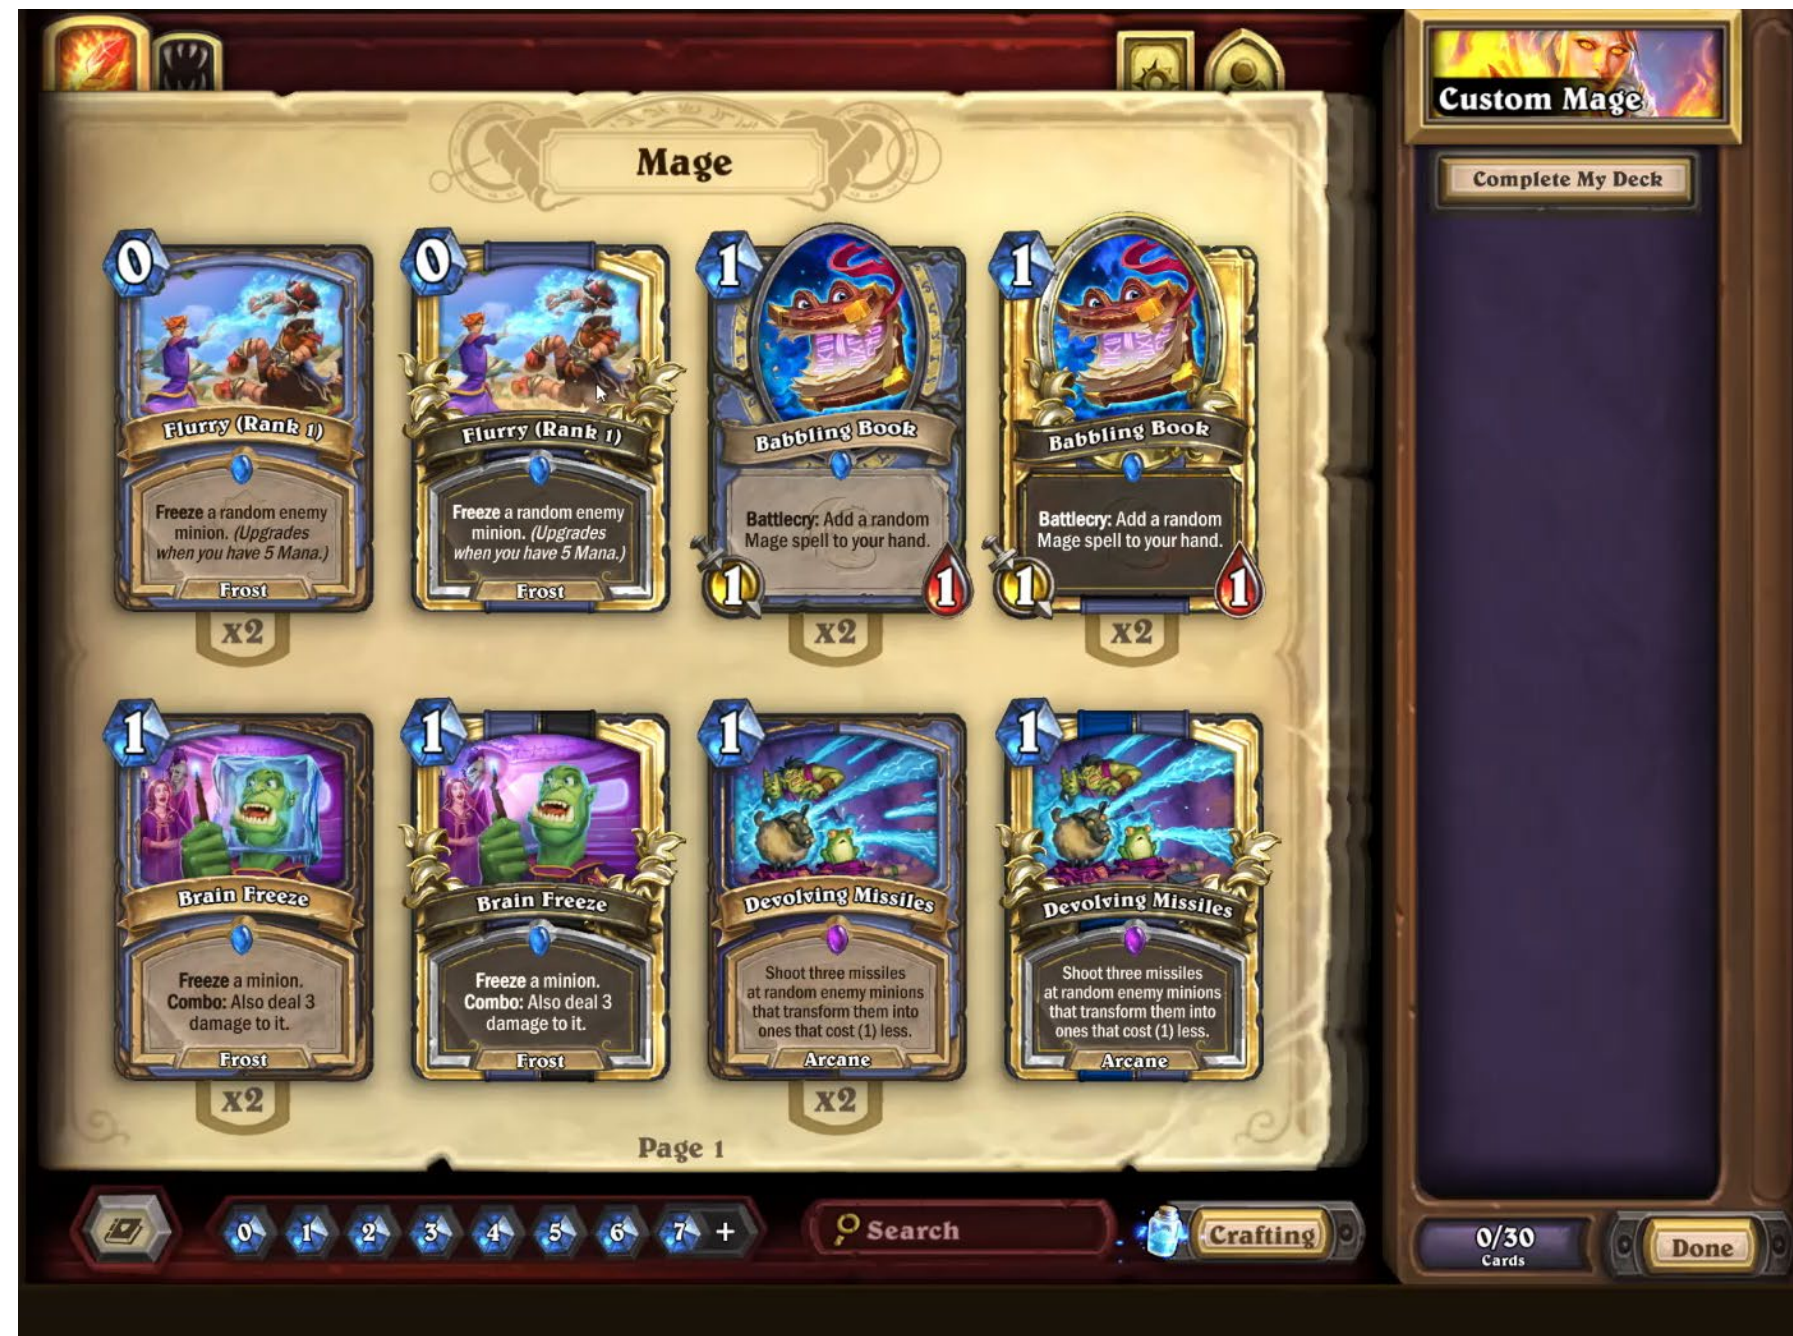 Custom Mage
Complete My Deck
Mage
0
Flurry (Rank 1)
Freeze a random enemy
minion. (Upgrades
when you have 5 Mana.)
Frost
x2
0
Flurry (Rank 1)
Freeze a random enemy
minion. (Upgrades
when you have 5 Mana.)
Frost
1
Babbling Book
Battlecry: Add a random
Mage spell to your hand.
1
1
x2
1
Babbling Book
Battlecry: Add a random
Mage spell to your hand.
1
1
x2
1
Brain Freeze
Freeze a minion.
Combo: Also deal 3
damage to it.
Frost
x2
1
Brain Freeze
Freeze a minion.
Combo: Also deal 3
damage to it.
Frost
1
Devolving Missiles
Shoot three missiles
at random enemy minions
that transform them into
ones that cost (1) less.
Arcane
x2
1
Devolving Missiles
Shoot three missiles
at random enemy minions
that transform them into
ones that cost (1) less.
Arcane
Page 1
0 1 2 3 4 5 6 7 +
Search
Crafting
0/30
Cards
Done